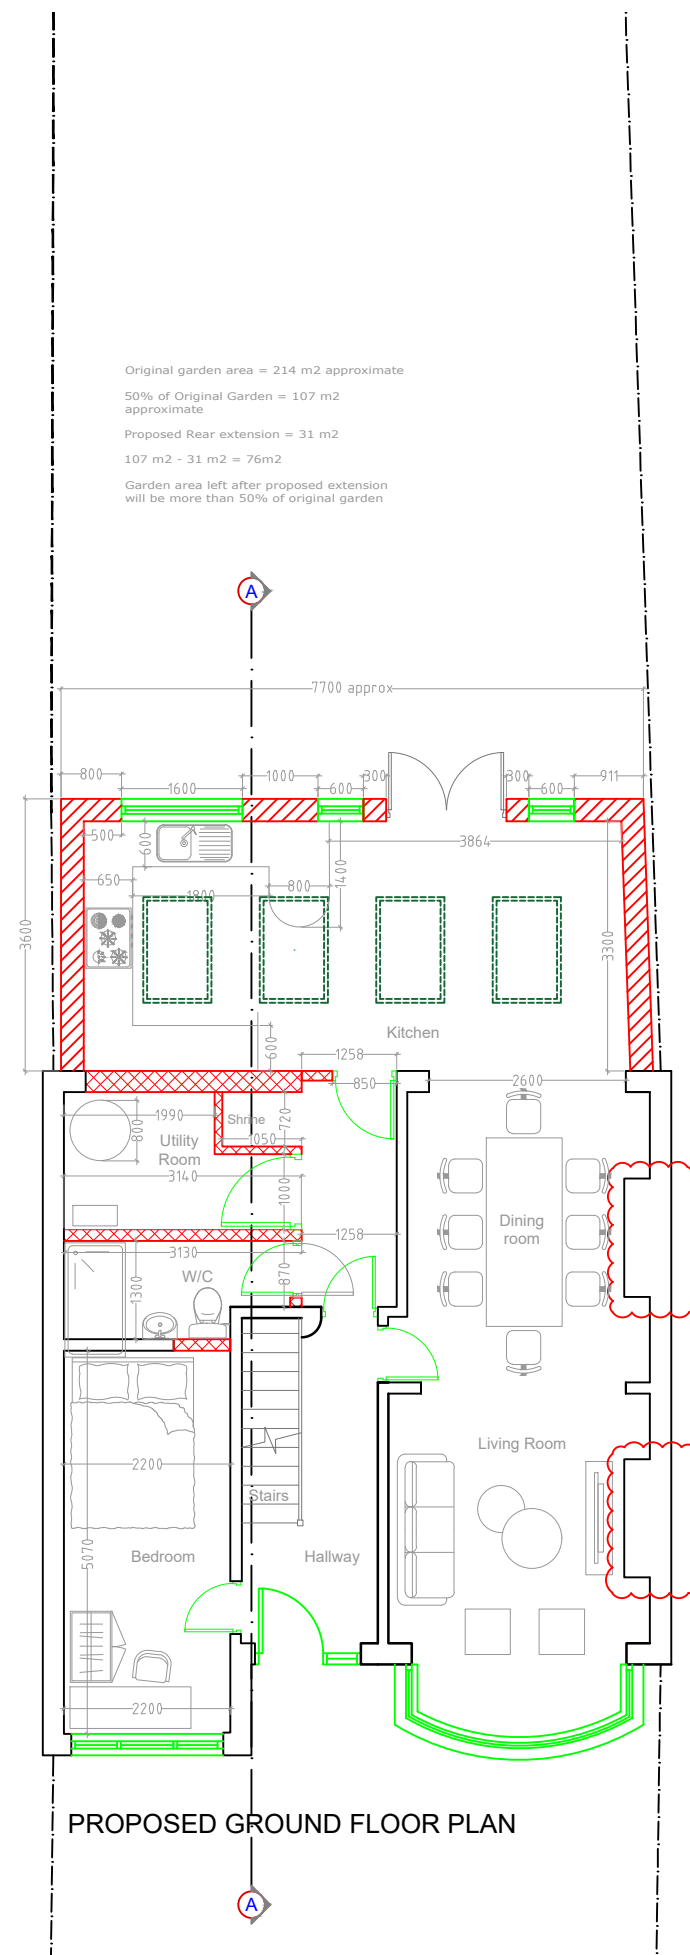 Original garden area = 214 m2 approximate
50% of Original Garden = 107 m2
approximate
Proposed Rear extension = 31 m2
107 m2 - 31 m2 = 76m2
Garden area left after proposed extension
will be more than 50% of original garden
A
7700 approx
800
1600
1000
600
300
300
600
911
500
600
3864
650
1800
800
1400
3600
3300
Kitchen
600
1258
850
2600
1990
800
Shrine
720
1050
Utility
Room
3140
1000
1258
Dining
room
3130
1300
W/C
870
2200
Living Room
Stairs
5070
Bedroom
Hallway
2200
PROPOSED GROUND FLOOR PLAN
A